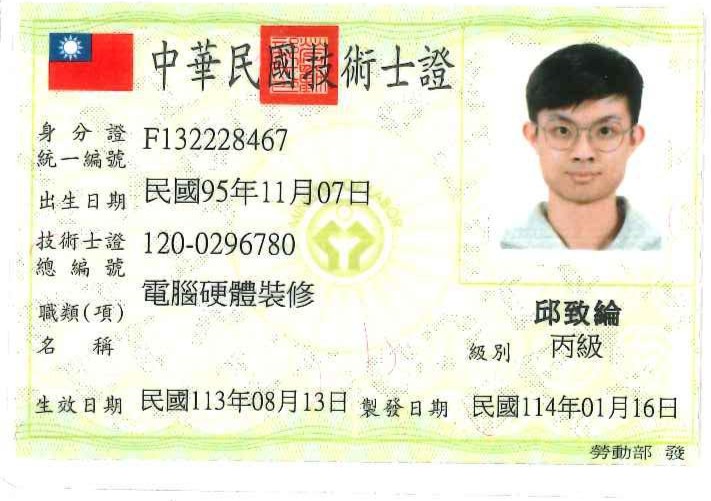 中華民國技術士證
身分證
統一編號 F132228467
出生日期 民國95年11月07日
技術士證
總編號 120-0296780
職類(項)
名稱 電腦硬體裝修
邱致綸
級別 丙級
生效日期 民國113年08月13日 製發日期 民國114年01月16日
勞動部 發